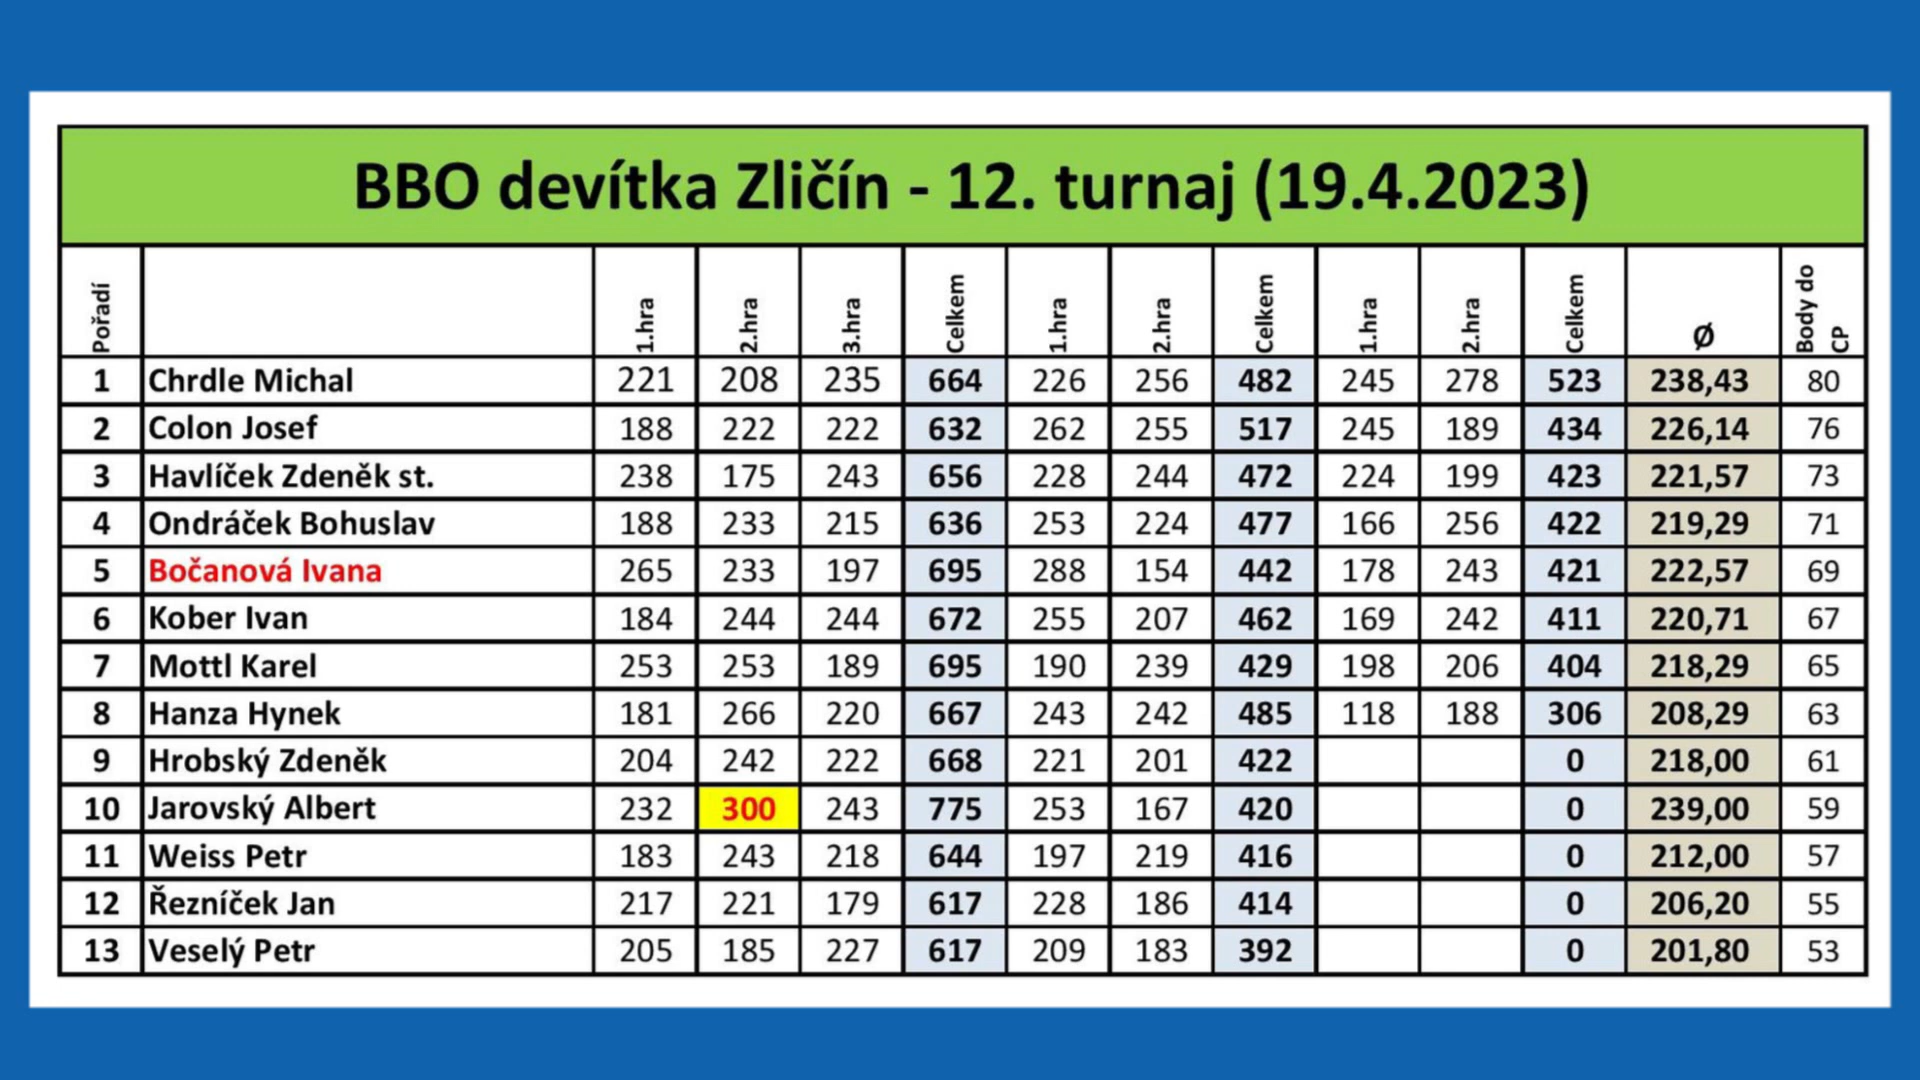 BBO devítka Zličín - 12. turnaj (19.4.2023)
Pořadí 1.hra 2.hra 3.hra Celkem 1.hra 2.hra Celkem 1.hra 2.hra Celkem Ø Body do CP
1 Chrdle Michal 221 208 235 664 226 256 482 245 278 523 238,43 80
2 Colon Josef 188 222 222 632 262 255 517 245 189 434 226,14 76
3 Havlíček Zdeněk st. 238 175 243 656 228 244 472 224 199 423 221,57 73
4 Ondráček Bohuslav 188 233 215 636 253 224 477 166 256 422 219,29 71
5 Bočanová Ivana 265 233 197 695 288 154 442 178 243 421 222,57 69
6 Kober Ivan 184 244 244 672 255 207 462 169 242 411 220,71 67
7 Mottl Karel 253 253 189 695 190 239 429 198 206 404 218,29 65
8 Hanza Hynek 181 266 220 667 243 242 485 118 188 306 208,29 63
9 Hrobský Zdeněk 204 242 222 668 221 201 422 0 218,00 61
10 Jarovský Albert 232 300 243 775 253 167 420 0 239,00 59
11 Weiss Petr 183 243 218 644 197 219 416 0 212,00 57
12 Řezníček Jan 217 221 179 617 228 186 414 0 206,20 55
13 Veselý Petr 205 185 227 617 209 183 392 0 201,80 53